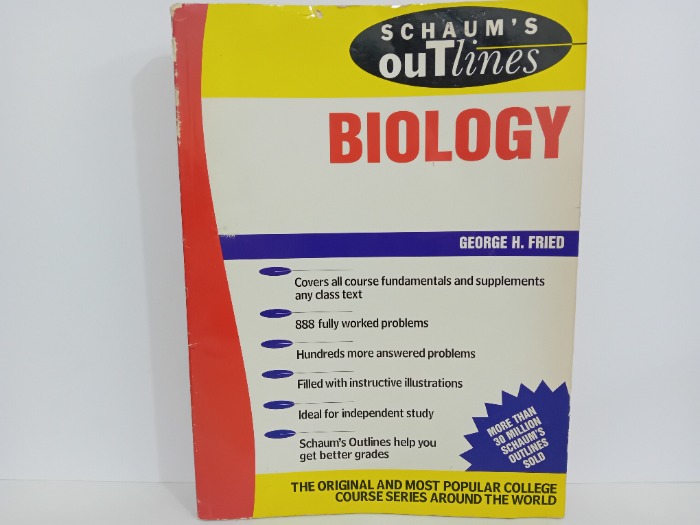 SCHAUM'S
ouTlines
BIOLOGY
GEORGE H. FRIED
Covers all course fundamentals and supplements
any class text
888 fully worked problems
Hundreds more answered problems
Filled with instructive illustrations
Ideal for independent study
Schaum's Outlines help you
get better grades
MORE THAN
30 MILLION
SCHAUM'S
OUTLINES
SOLD
THE ORIGINAL AND MOST POPULAR COLLEGE
COURSE SERIES AROUND THE WORLD